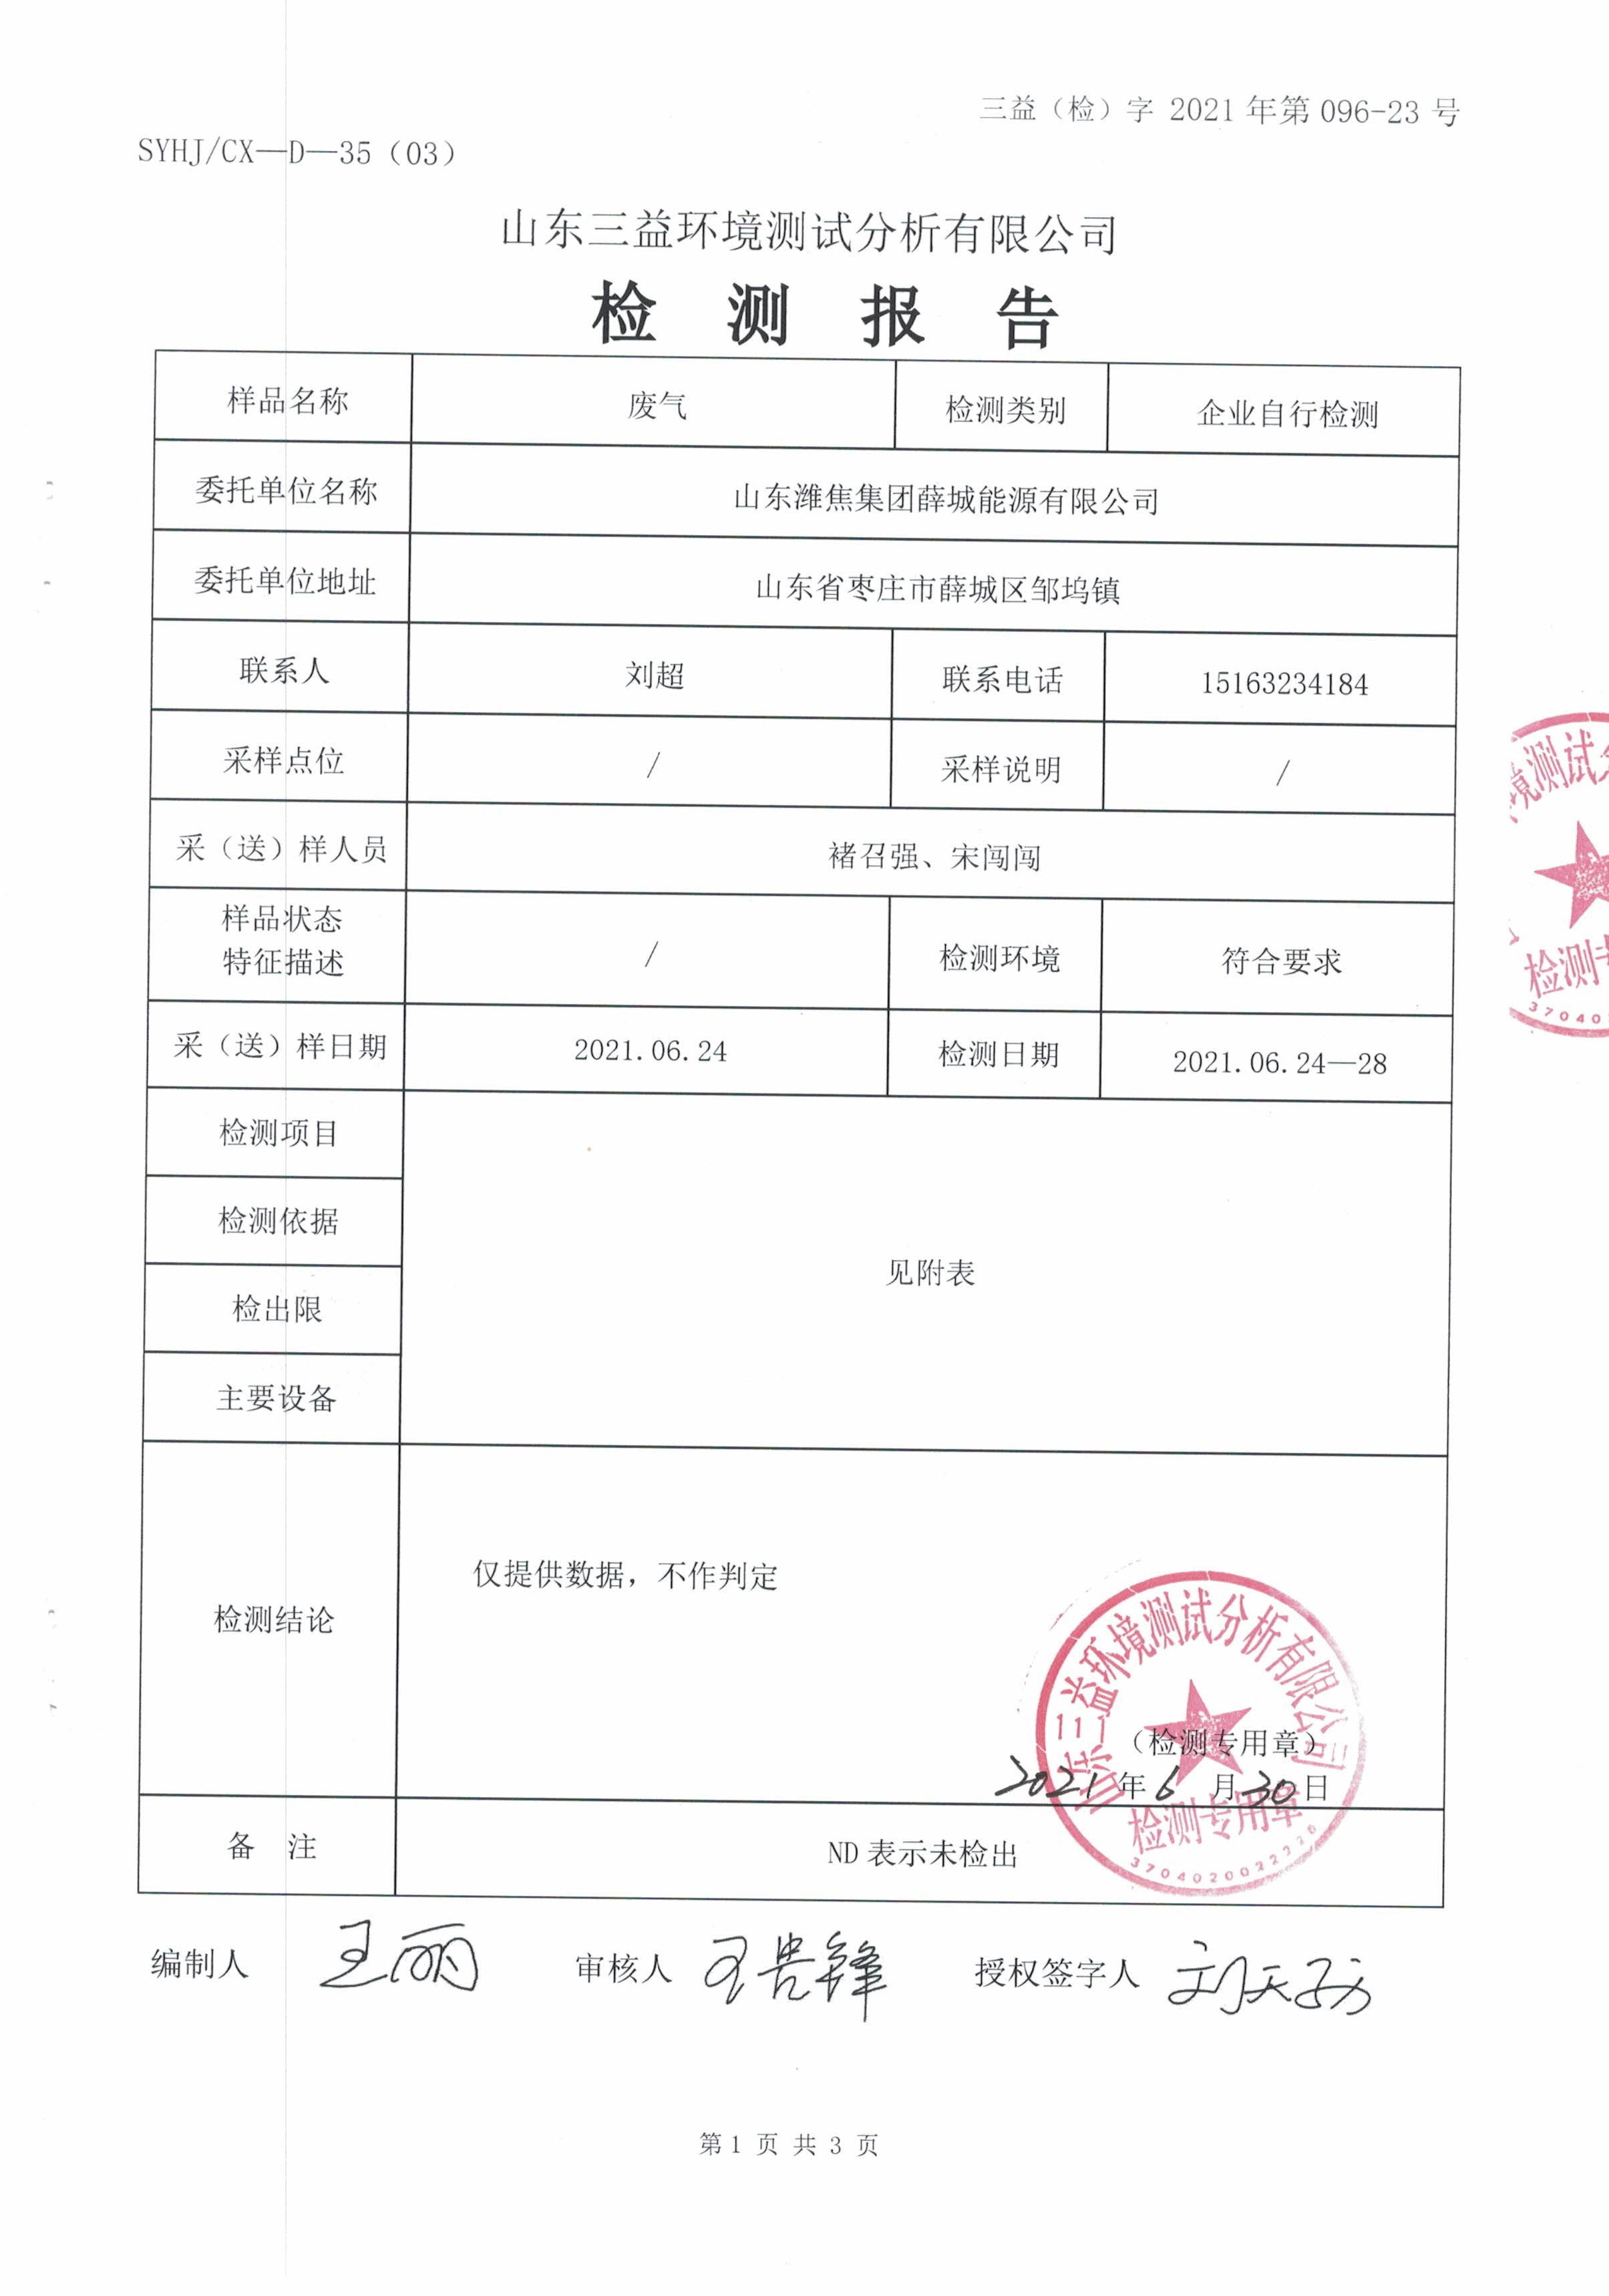 三益（检）字 2021 年第 096-23 号
SYHJ/CX—D—35（03）
山东三益环境测试分析有限公司
检 测 报 告
样品名称 废气 检测类别 企业自行检测
委托单位名称 山东潍焦集团薛城能源有限公司
委托单位地址 山东省枣庄市薛城区邹坞镇
联系人 刘超 联系电话 15163234184
采样点位 / 采样说明 /
采（送）样人员 褚召强、宋闯闯
样品状态
特征描述 / 检测环境 符合要求
采（送）样日期 2021.06.24 检测日期 2021.06.24—28
检测项目
检测依据
见附表
检出限
主要设备
仅提供数据，不作判定
检测结论
山东三益环境测试分析有限公司
（检测专用章）
2021 年 6 月 30 日
检测专用章
备 注 ND 表示未检出
编制人 王丽 审核人 授权签字人
第 1 页 共 3 页
境测试
检测
37040